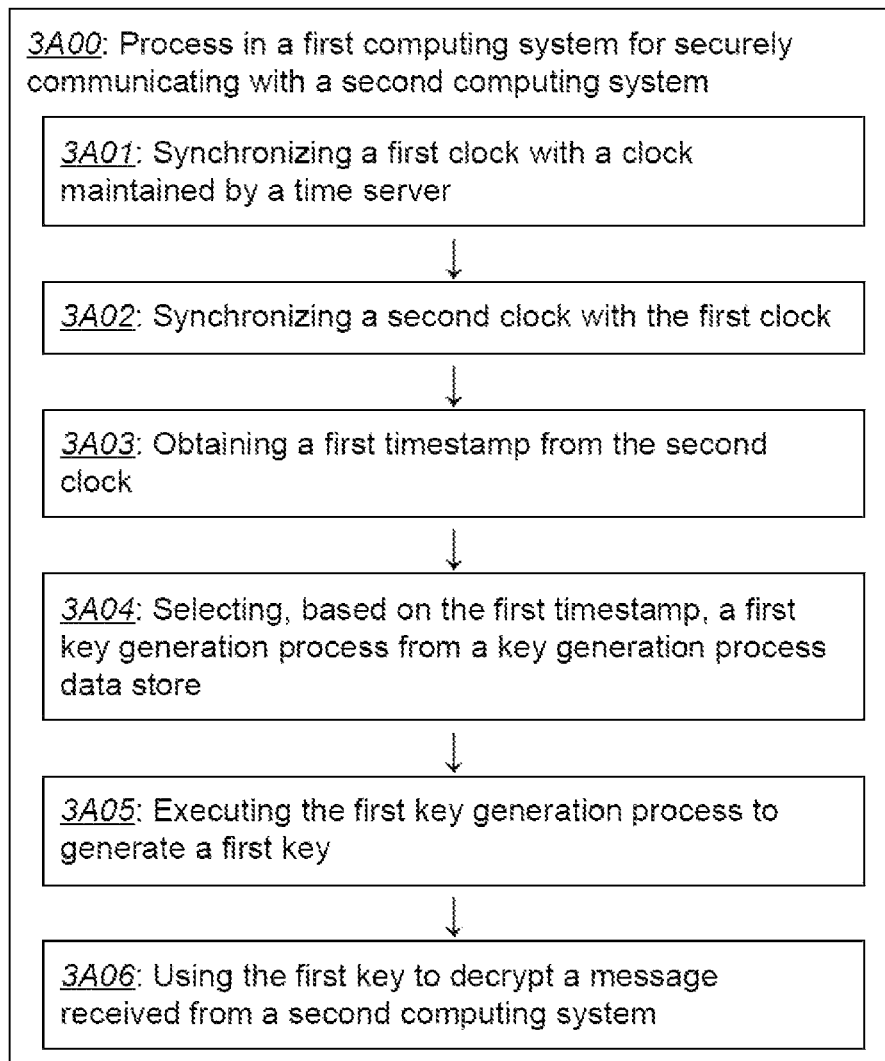 3A00: Process in a first computing system for securely
communicating with a second computing system
3A01: Synchronizing a first clock with a clock
maintained by a time server
↓
3A02: Synchronizing a second clock with the first clock
↓
3A03: Obtaining a first timestamp from the second
clock
↓
3A04: Selecting, based on the first timestamp, a first
key generation process from a key generation process
data store
↓
3A05: Executing the first key generation process to
generate a first key
↓
3A06: Using the first key to decrypt a message
received from a second computing system